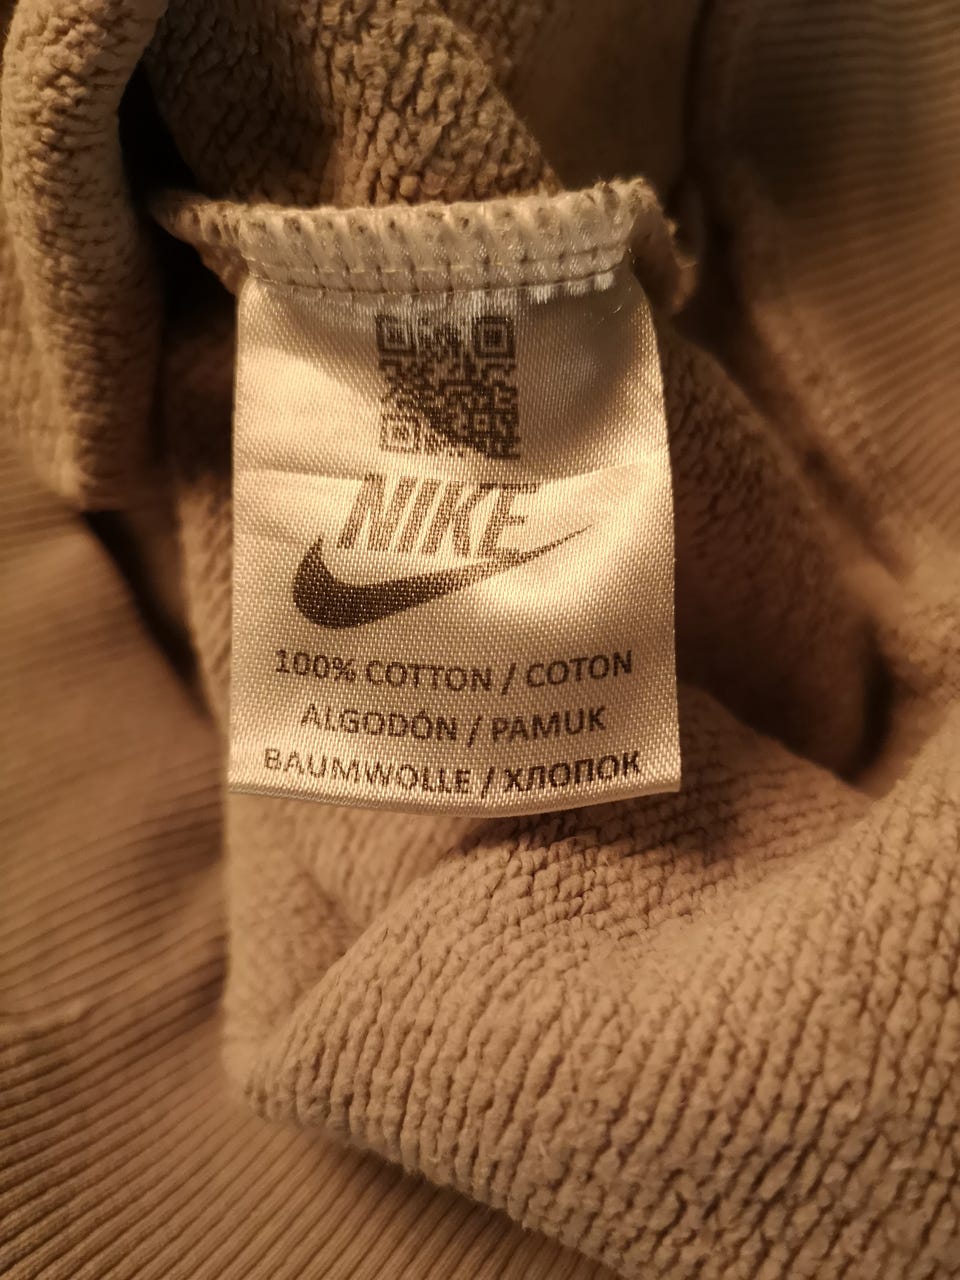 NIKE
100% COTTON / COTON
ALGODÓN / PAMUK
BAUMWOLLE / ХЛОПОК